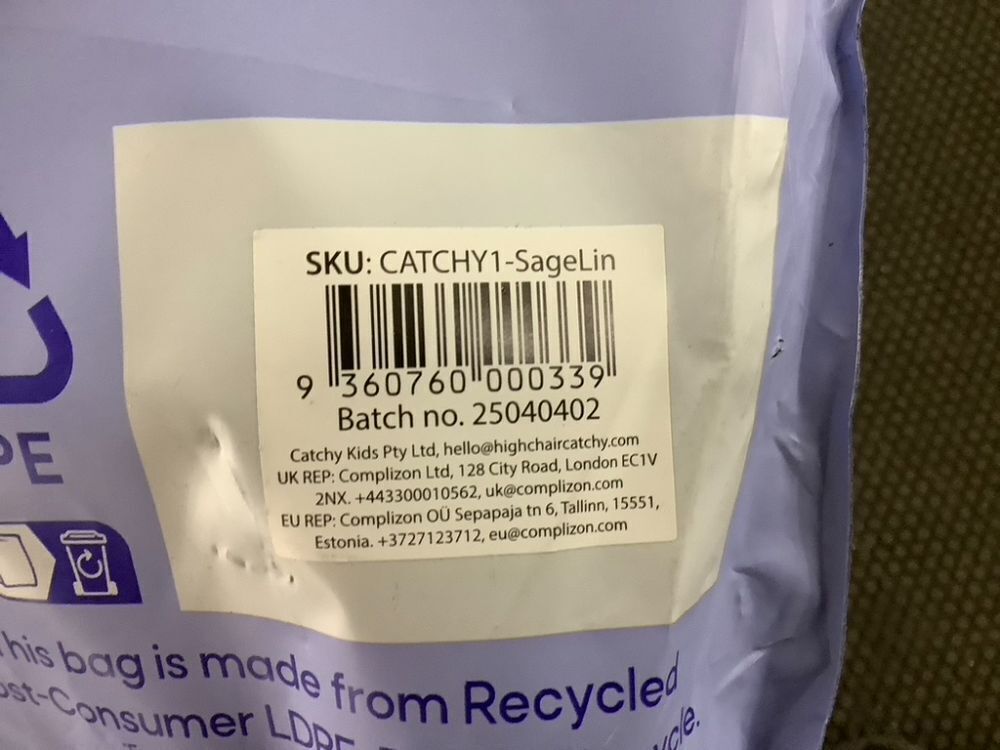 SKU: CATCHY1-SageLin
9 360760 000339
Batch no. 25040402
Catchy Kids Pty Ltd, hello@highchaircatchy.com
UK REP: Complizon Ltd, 128 City Road, London EC1V
2NX. +443300010562, uk@complizon.com
EU REP: Complizon OÜ Sepapaja tn 6, Tallinn, 15551,
Estonia. +3727123712, eu@complizon.com
PE
his bag is made from Recycled
ost-Consumer LDPE
ycle.